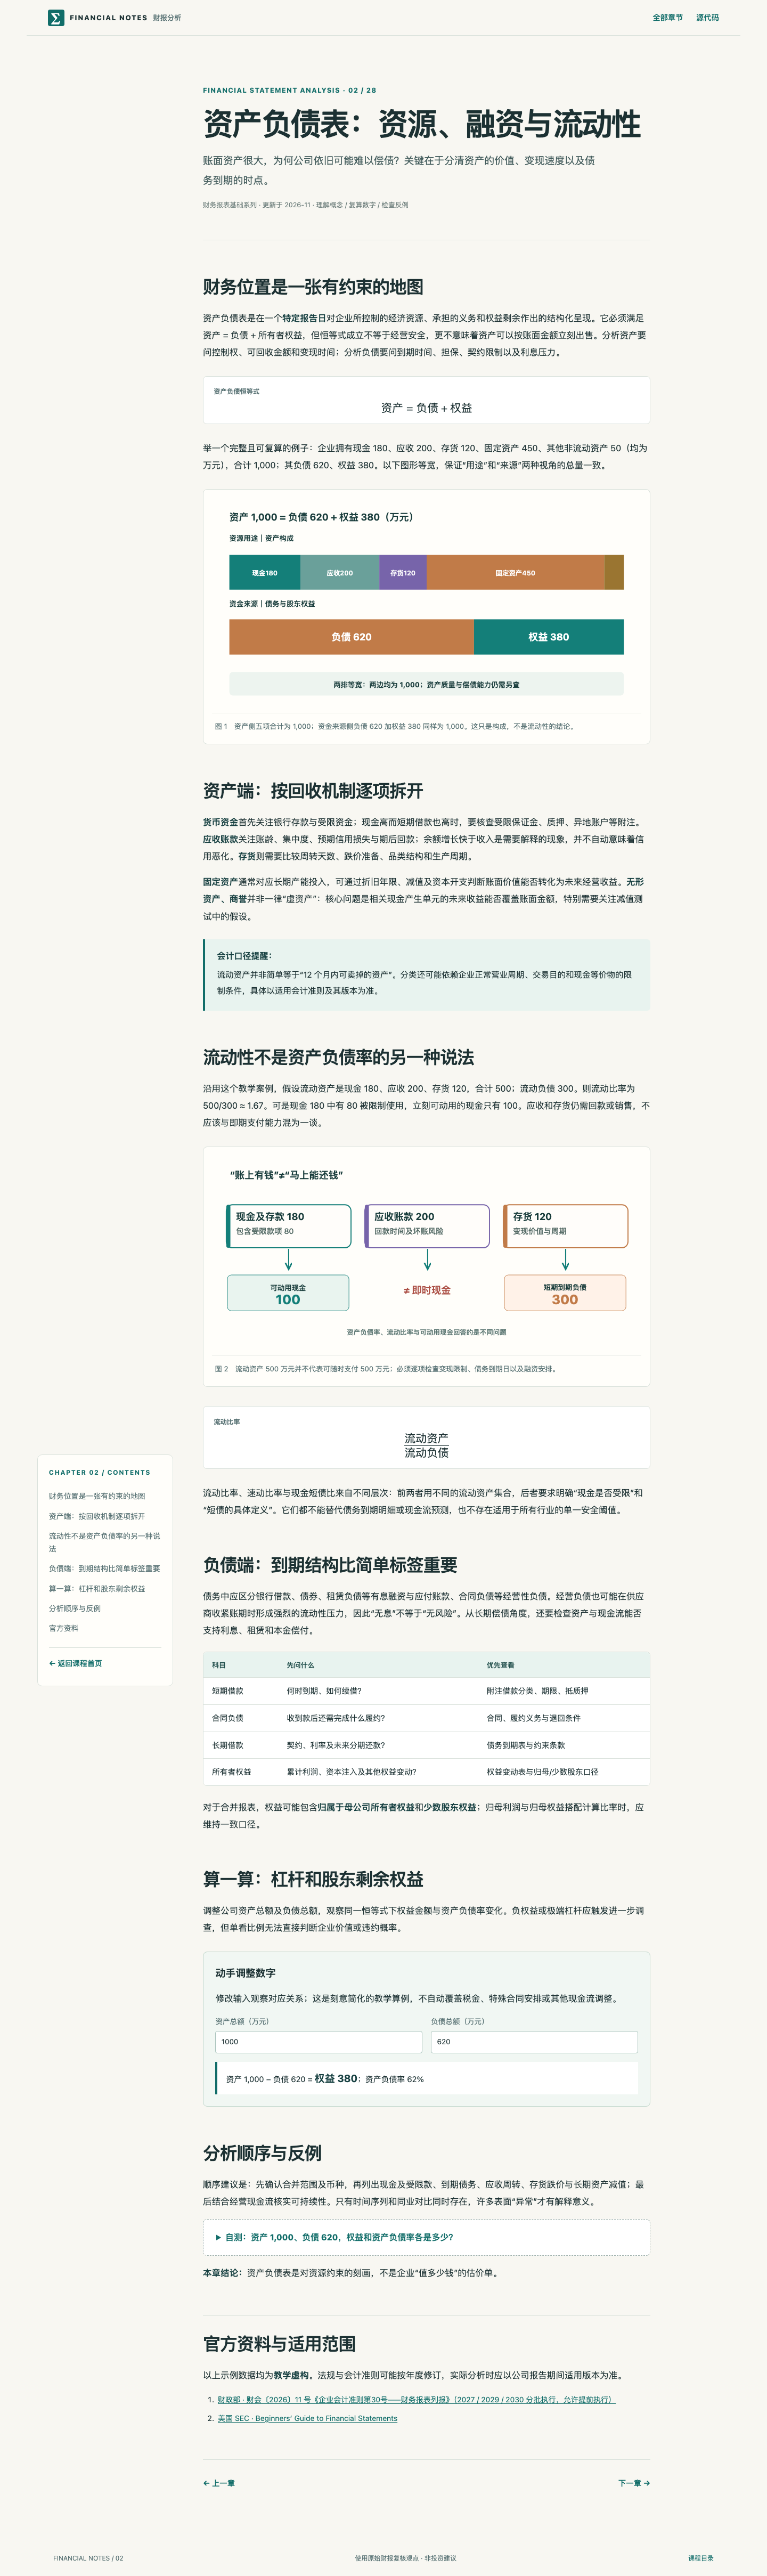 FINANCIAL NOTES 财报分析
全部章节 源代码
FINANCIAL STATEMENT ANALYSIS · 02 / 28
资产负债表：资源、融资与流动性
账面资产很大，为何公司依旧可能难以偿债？关键在于分清资产的价值、变现速度以及债
务到期的时点。
财务报表基础系列 · 更新于 2026-11 · 理解概念 / 复算数字 / 检查反例
财务位置是一张有约束的地图
资产负债表是在一个特定报告日对企业所控制的经济资源、承担的义务和权益剩余作出的结构化呈现。它必须满足
资产 = 负债 + 所有者权益，但恒等式成立不等于经营安全，更不意味着资产可以按账面金额立刻出售。分析资产要
问控制权、可回收金额和变现时间；分析负债要问到期时间、担保、契约限制以及利息压力。
资产负债恒等式
资产 = 负债 + 权益
举一个完整且可复算的例子：企业拥有现金 180、应收 200、存货 120、固定资产 450、其他非流动资产 50（均为
万元），合计 1,000；其负债 620、权益 380。以下图形等宽，保证“用途”和“来源”两种视角的总量一致。
资产 1,000 = 负债 620 + 权益 380（万元）
资源用途｜资产构成
现金180 应收200 存货120 固定资产450
资金来源｜债务与股东权益
负债 620 权益 380
两排等宽：两边均为 1,000；资产质量与偿债能力仍需另查
图 1 资产侧五项合计为 1,000；资金来源侧负债 620 加权益 380 同样为 1,000。这只是构成，不是流动性的结论。
资产端：按回收机制逐项拆开
货币资金首先关注银行存款与受限资金；现金高而短期借款也高时，要核查受限保证金、质押、异地账户等附注。
应收账款关注账龄、集中度、预期信用损失与期后回款；余额增长快于收入是需要解释的现象，并不自动意味着信
用恶化。存货则需要比较周转天数、跌价准备、品类结构和生产周期。
固定资产通常对应长期产能投入，可通过折旧年限、减值及资本开支判断账面价值能否转化为未来经营收益。无形
资产、商誉并非一律“虚资产”：核心问题是相关现金产生单元的未来收益能否覆盖账面金额，特别需要关注减值测
试中的假设。
会计口径提醒：
流动资产并非简单等于“12 个月内可卖掉的资产”。分类还可能依赖企业正常营业周期、交易目的和现金等价物的限
制条件，具体以适用会计准则及其版本为准。
流动性不是资产负债率的另一种说法
沿用这个教学案例，假设流动资产是现金 180、应收 200、存货 120，合计 500；流动负债 300。则流动比率为
500/300 ≈ 1.67。可是现金 180 中有 80 被限制使用，立刻可动用的现金只有 100。应收和存货仍需回款或销售，不
应该与即期支付能力混为一谈。
“账上有钱”≠“马上能还钱”
现金及存款 180
包含受限款项 80
应收账款 200
回款时间及坏账风险
存货 120
变现价值与周期
可动用现金
100
≠ 即时现金
短期到期负债
300
资产负债率、流动比率与可动用现金回答的是不同问题
图 2 流动资产 500 万元并不代表可随时支付 500 万元；必须逐项检查变现限制、债务到期日以及融资安排。
流动比率
流动资产
流动负债
流动比率、速动比率与现金短债比来自不同层次：前两者用不同的流动资产集合，后者要求明确“现金是否受限”和
“短债的具体定义”。它们都不能替代债务到期明细或现金流预测，也不存在适用于所有行业的单一安全阈值。
CHAPTER 02 / CONTENTS
财务位置是一张有约束的地图
资产端：按回收机制逐项拆开
流动性不是资产负债率的另一种说
法
负债端：到期结构比简单标签重要
算一算：杠杆和股东剩余权益
分析顺序与反例
官方资料
← 返回课程首页
负债端：到期结构比简单标签重要
债务中应区分银行借款、债券、租赁负债等有息融资与应付账款、合同负债等经营性负债。经营负债也可能在供应
商收紧账期时形成强烈的流动性压力，因此“无息”不等于“无风险”。从长期偿债角度，还要检查资产与现金流能否
支持利息、租赁和本金偿付。
科目 先问什么 优先查看
短期借款 何时到期、如何续借？ 附注借款分类、期限、抵质押
合同负债 收到款后还需完成什么履约？ 合同、履约义务与退回条件
长期借款 契约、利率及未来分期还款？ 债务到期表与约束条款
所有者权益 累计利润、资本注入及其他权益变动？ 权益变动表与归母/少数股东口径
对于合并报表，权益可能包含归属于母公司所有者权益和少数股东权益；归母利润与归母权益搭配计算比率时，应
维持一致口径。
算一算：杠杆和股东剩余权益
调整公司资产总额及负债总额，观察同一恒等式下权益金额与资产负债率变化。负权益或极端杠杆应触发进一步调
查，但单看比例无法直接判断企业价值或违约概率。
动手调整数字
修改输入观察对应关系；这是刻意简化的教学算例，不自动覆盖税金、特殊合同安排或其他现金流调整。
资产总额（万元） 负债总额（万元）
1000 620
资产 1,000 − 负债 620 = 权益 380；资产负债率 62%
分析顺序与反例
顺序建议是：先确认合并范围及币种，再列出现金及受限款、到期债务、应收周转、存货跌价与长期资产减值；最
后结合经营现金流核实可持续性。只有时间序列和同业对比同时存在，许多表面“异常”才有解释意义。
▶ 自测：资产 1,000、负债 620，权益和资产负债率各是多少？
本章结论：资产负债表是对资源约束的刻画，不是企业“值多少钱”的估价单。
官方资料与适用范围
以上示例数据均为教学虚构。法规与会计准则可能按年度修订，实际分析时应以公司报告期间适用版本为准。
1. 财政部 · 财会〔2026〕11 号《企业会计准则第30号——财务报表列报》（2027 / 2029 / 2030 分批执行，允许提前执行）
2. 美国 SEC · Beginners' Guide to Financial Statements
← 上一章 下一章 →
FINANCIAL NOTES / 02 使用原始财报复核观点 · 非投资建议 课程目录